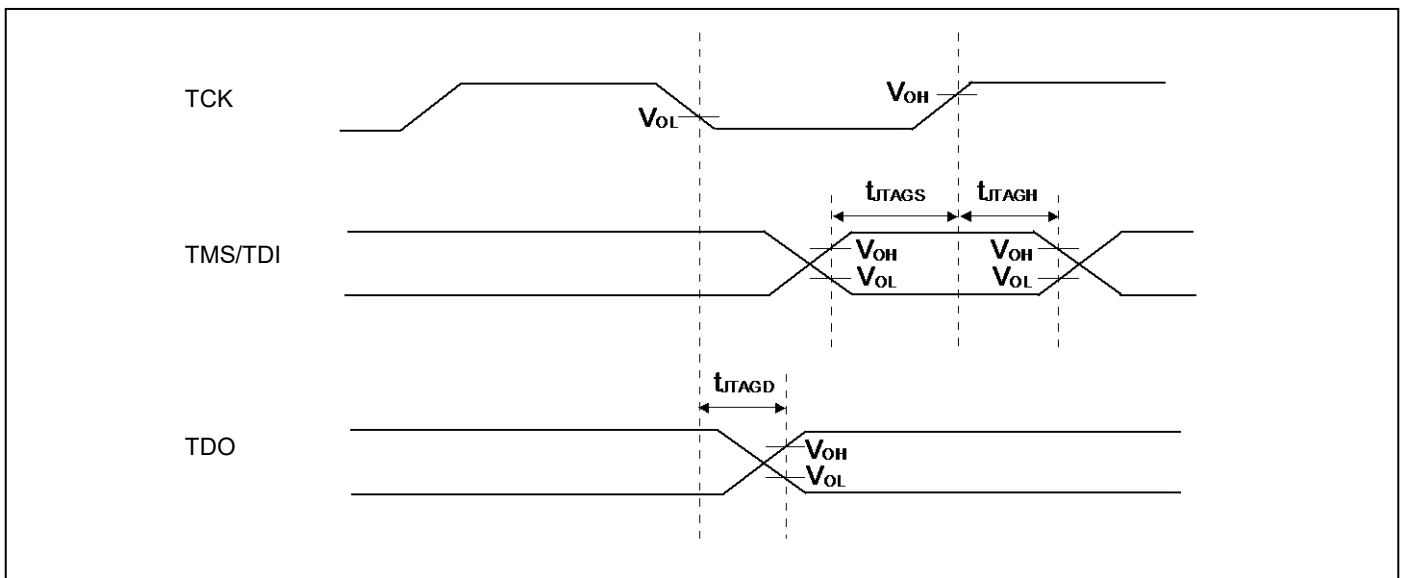 TCK
VOL
VOH
tJTAGS
tJTAGH
TMS/TDI
VOH
VOL
VOH
VOL
tJTAGD
TDO
VOH
VOL